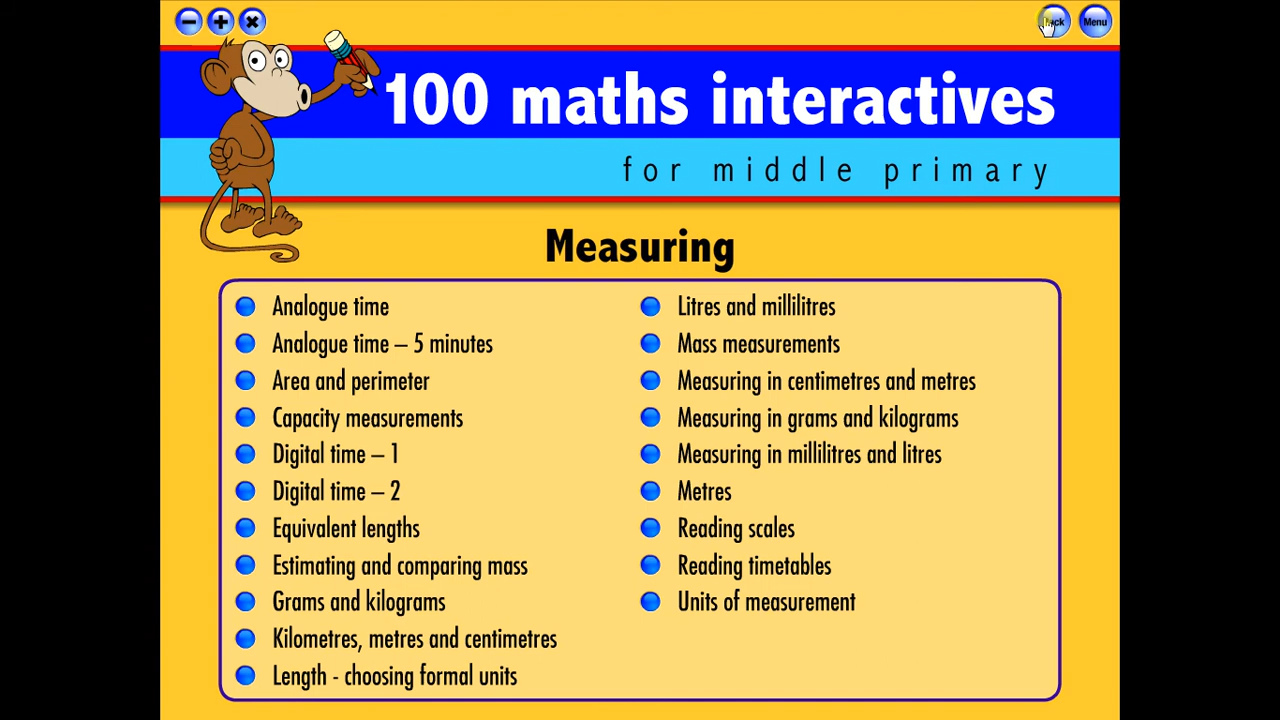 Menu
100 maths interactives
for middle primary
Measuring
Analogue time
Analogue time – 5 minutes
Area and perimeter
Capacity measurements
Digital time – 1
Digital time – 2
Equivalent lengths
Estimating and comparing mass
Grams and kilograms
Kilometres, metres and centimetres
Length - choosing formal units
Litres and millilitres
Mass measurements
Measuring in centimetres and metres
Measuring in grams and kilograms
Measuring in millilitres and litres
Metres
Reading scales
Reading timetables
Units of measurement